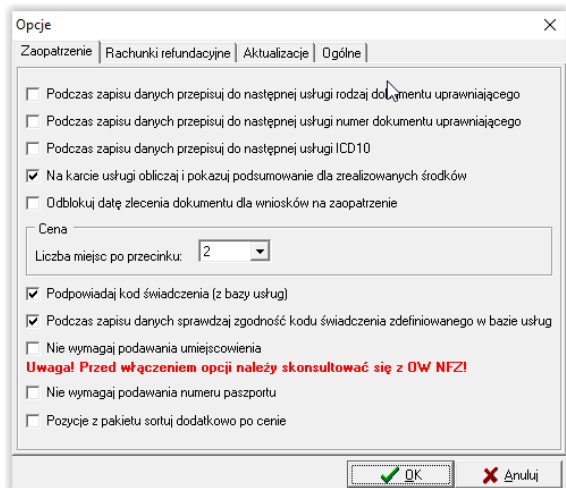 Opcje
Zaopatrzenie Rachunki refundacyjne Aktualizacje Ogólne
Podczas zapisu danych przepisuj do następnej usługi rodzaj dokumentu uprawniającego
Podczas zapisu danych przepisuj do następnej usługi numer dokumentu uprawniającego
Podczas zapisu danych przepisuj do następnej usługi ICD10
Na karcie usługi obliczaj i pokazuj podsumowanie dla zrealizowanych środków
Odblokuj datę zlecenia dokumentu dla wniosków na zaopatrzenie
Cena
Liczba miejsc po przecinku: 2
Podpowiadaj kod świadczenia (z bazy usług)
Podczas zapisu danych sprawdzaj zgodność kodu świadczenia zdefiniowanego w bazie usług
Nie wymagaj podawania umiejscowienia
Uwaga! Przed włączeniem opcji należy skonsultować się z OW NFZ!
Nie wymagaj podawania numeru paszportu
Pozycje z pakietu sortuj dodatkowo po cenie
OK Anuluj